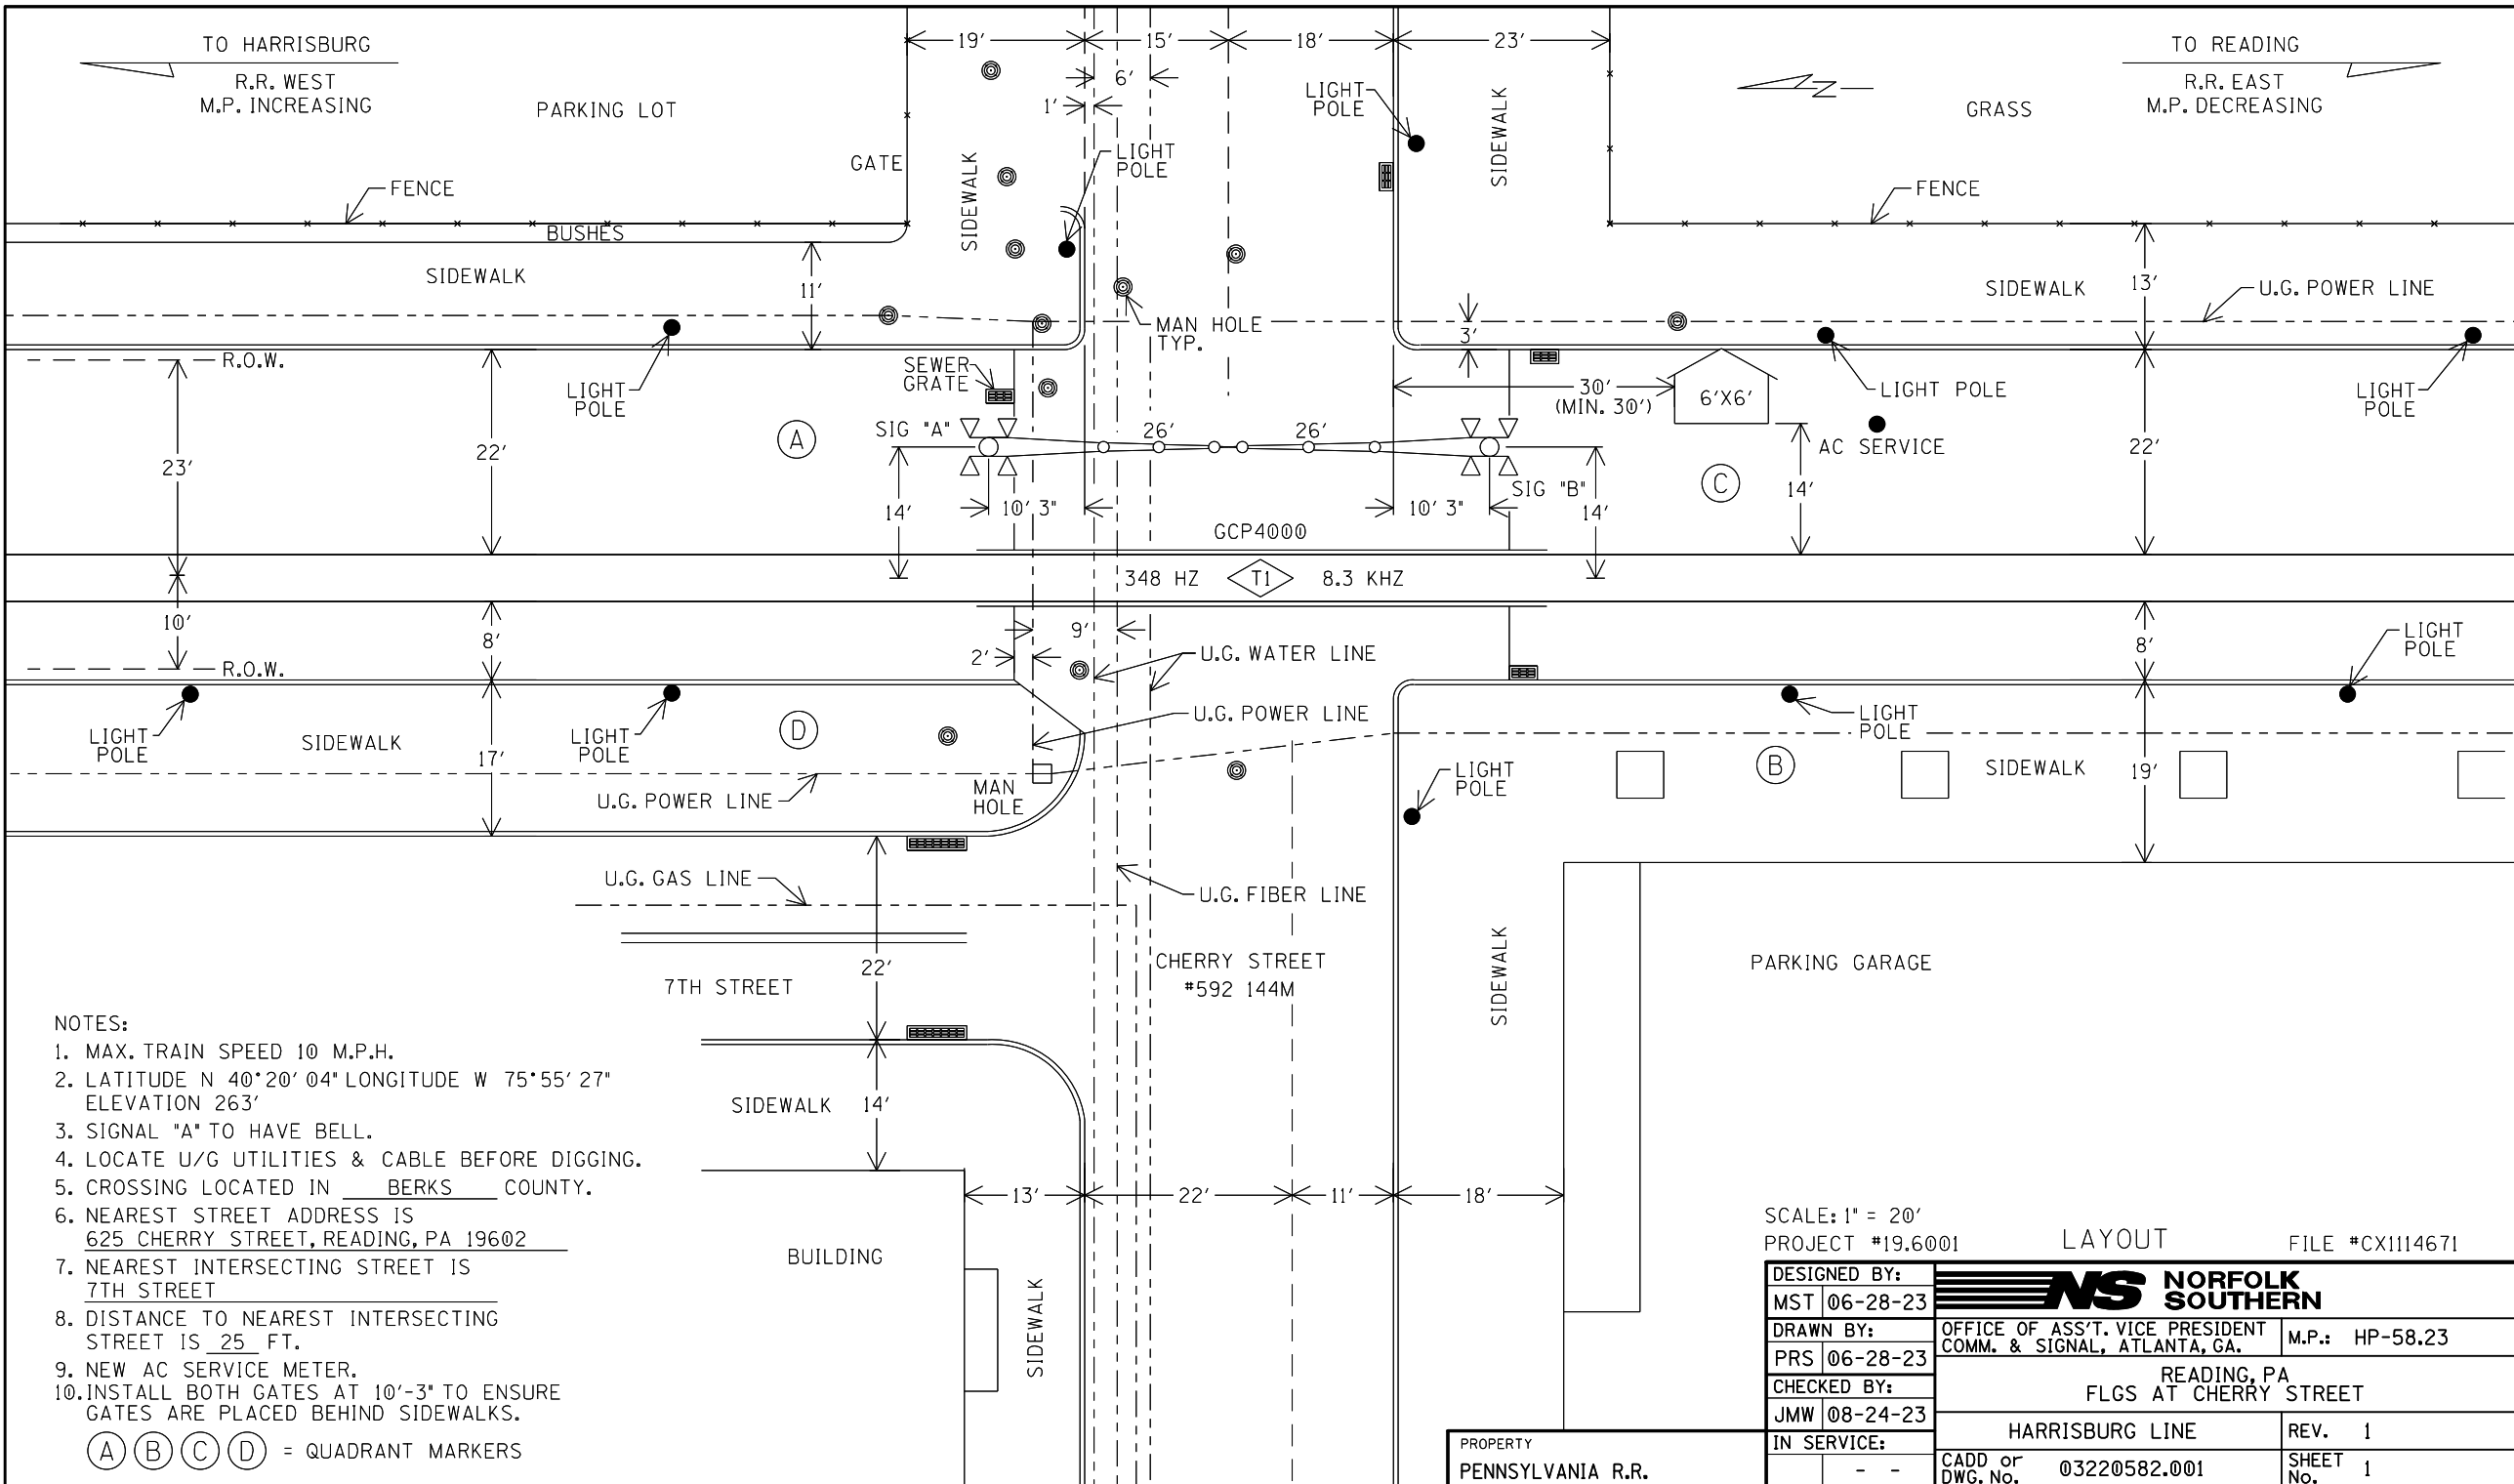 TO HARRISBURG
R.R. WEST
M.P. INCREASING
PARKING LOT
GATE
FENCE
BUSHES
SIDEWALK
11'
R.O.W.
LIGHT
POLE
23'
22'
A
19'
15'
18'
23'
6'
1'
SIDEWALK
LIGHT
POLE
LIGHT
POLE
SIDEWALK
MAN HOLE
TYP.
SEWER
GRATE
TO READING
R.R. EAST
M.P. DECREASING
Z
GRASS
FENCE
SIDEWALK
13'
U.G. POWER LINE
3'
30'
(MIN. 30')
6'X6'
LIGHT POLE
LIGHT
POLE
AC SERVICE
22'
C
14'
SIG "A"
26'
26'
SIG "B"
14'
10' 3"
10' 3"
14'
GCP4000
348 HZ
T1
8.3 KHZ
10'
8'
R.O.W.
9'
2'
U.G. WATER LINE
8'
LIGHT
POLE
LIGHT
POLE
SIDEWALK
LIGHT
POLE
D
17'
U.G. POWER LINE
U.G. POWER LINE
MAN
HOLE
LIGHT
POLE
LIGHT
POLE
B
SIDEWALK
19'
U.G. GAS LINE
U.G. FIBER LINE
22'
7TH STREET
CHERRY STREET
#592 144M
SIDEWALK
PARKING GARAGE
SIDEWALK
14'
13'
22'
11'
18'
BUILDING
SIDEWALK
NOTES:
1. MAX. TRAIN SPEED 10 M.P.H.
2. LATITUDE N 40°20' 04" LONGITUDE W 75°55' 27"
ELEVATION 263'
3. SIGNAL "A" TO HAVE BELL.
4. LOCATE U/G UTILITIES & CABLE BEFORE DIGGING.
5. CROSSING LOCATED IN BERKS COUNTY.
6. NEAREST STREET ADDRESS IS
625 CHERRY STREET, READING, PA 19602
7. NEAREST INTERSECTING STREET IS
7TH STREET
8. DISTANCE TO NEAREST INTERSECTING
STREET IS 25 FT.
9. NEW AC SERVICE METER.
10. INSTALL BOTH GATES AT 10'-3" TO ENSURE
GATES ARE PLACED BEHIND SIDEWALKS.
A B C D = QUADRANT MARKERS
SCALE: 1" = 20'
PROJECT #19.6001
LAYOUT
FILE #CX1114671
DESIGNED BY:
MST 06-28-23
DRAWN BY:
PRS 06-28-23
CHECKED BY:
JMW 08-24-23
IN SERVICE:
- -
NS NORFOLK
SOUTHERN
OFFICE OF ASS'T. VICE PRESIDENT
COMM. & SIGNAL, ATLANTA, GA.
M.P.: HP-58.23
READING, PA
FLGS AT CHERRY STREET
HARRISBURG LINE
REV. 1
CADD or
DWG. No. 03220582.001
SHEET
No. 1
PROPERTY
PENNSYLVANIA R.R.